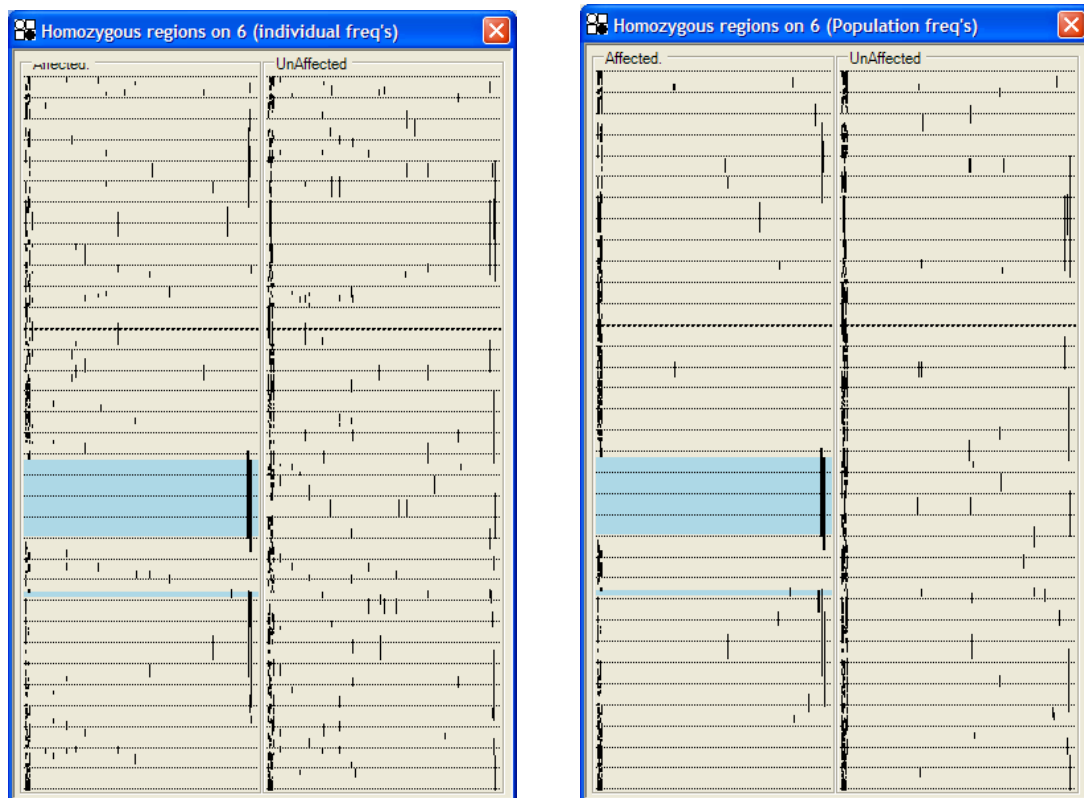 Homozygous regions on 6 (individual freq's)
Affected.
UnAffected
Homozygous regions on 6 (Population freq's)
Affected.
UnAffected